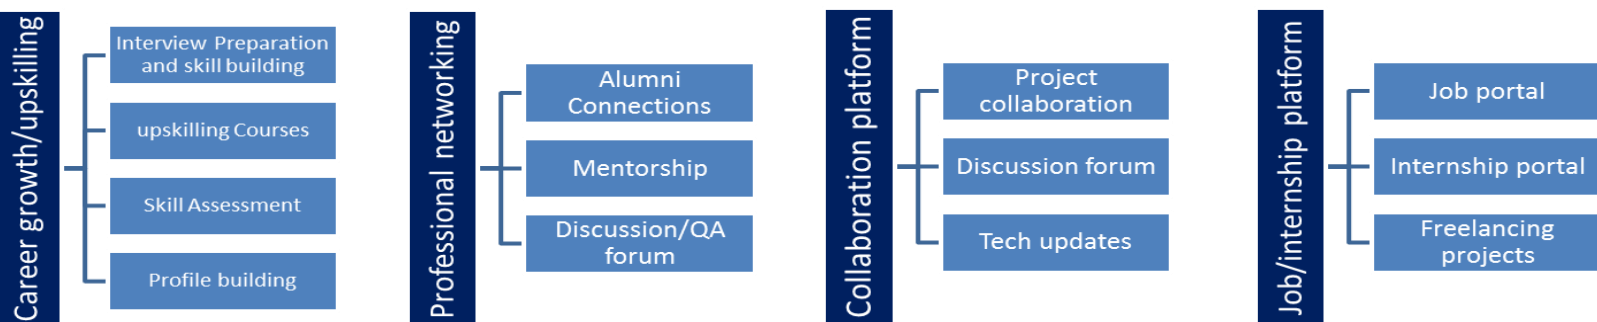 Career growth/upskilling
Interview Preparation
and skill building
upskilling Courses
Skill Assessment
Profile building
Professional networking
Alumni
Connections
Mentorship
Discussion/QA
forum
Collaboration platform
Project
collaboration
Discussion forum
Tech updates
Job/internship platform
Job portal
Internship portal
Freelancing
projects